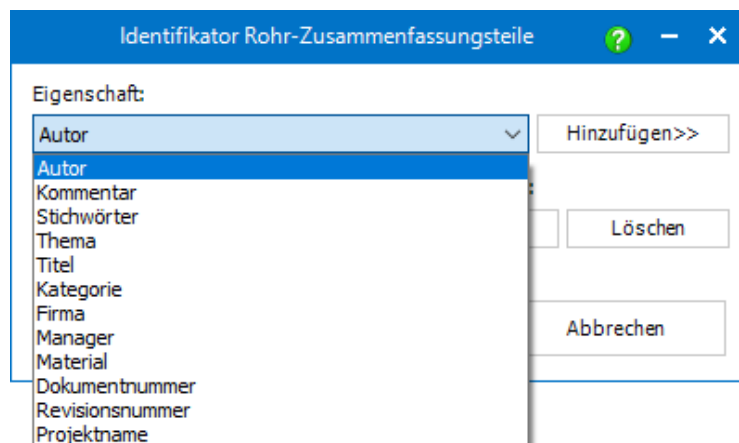 Identifikator Rohr-Zusammenfassungsteile ?
Eigenschaft:
Autor Hinzufügen>>
Autor
Kommentar
Stichwörter
Thema
Löschen
Titel
Kategorie
Firma
Manager
Abbrechen
Material
Dokumentnummer
Revisionsnummer
Projektname